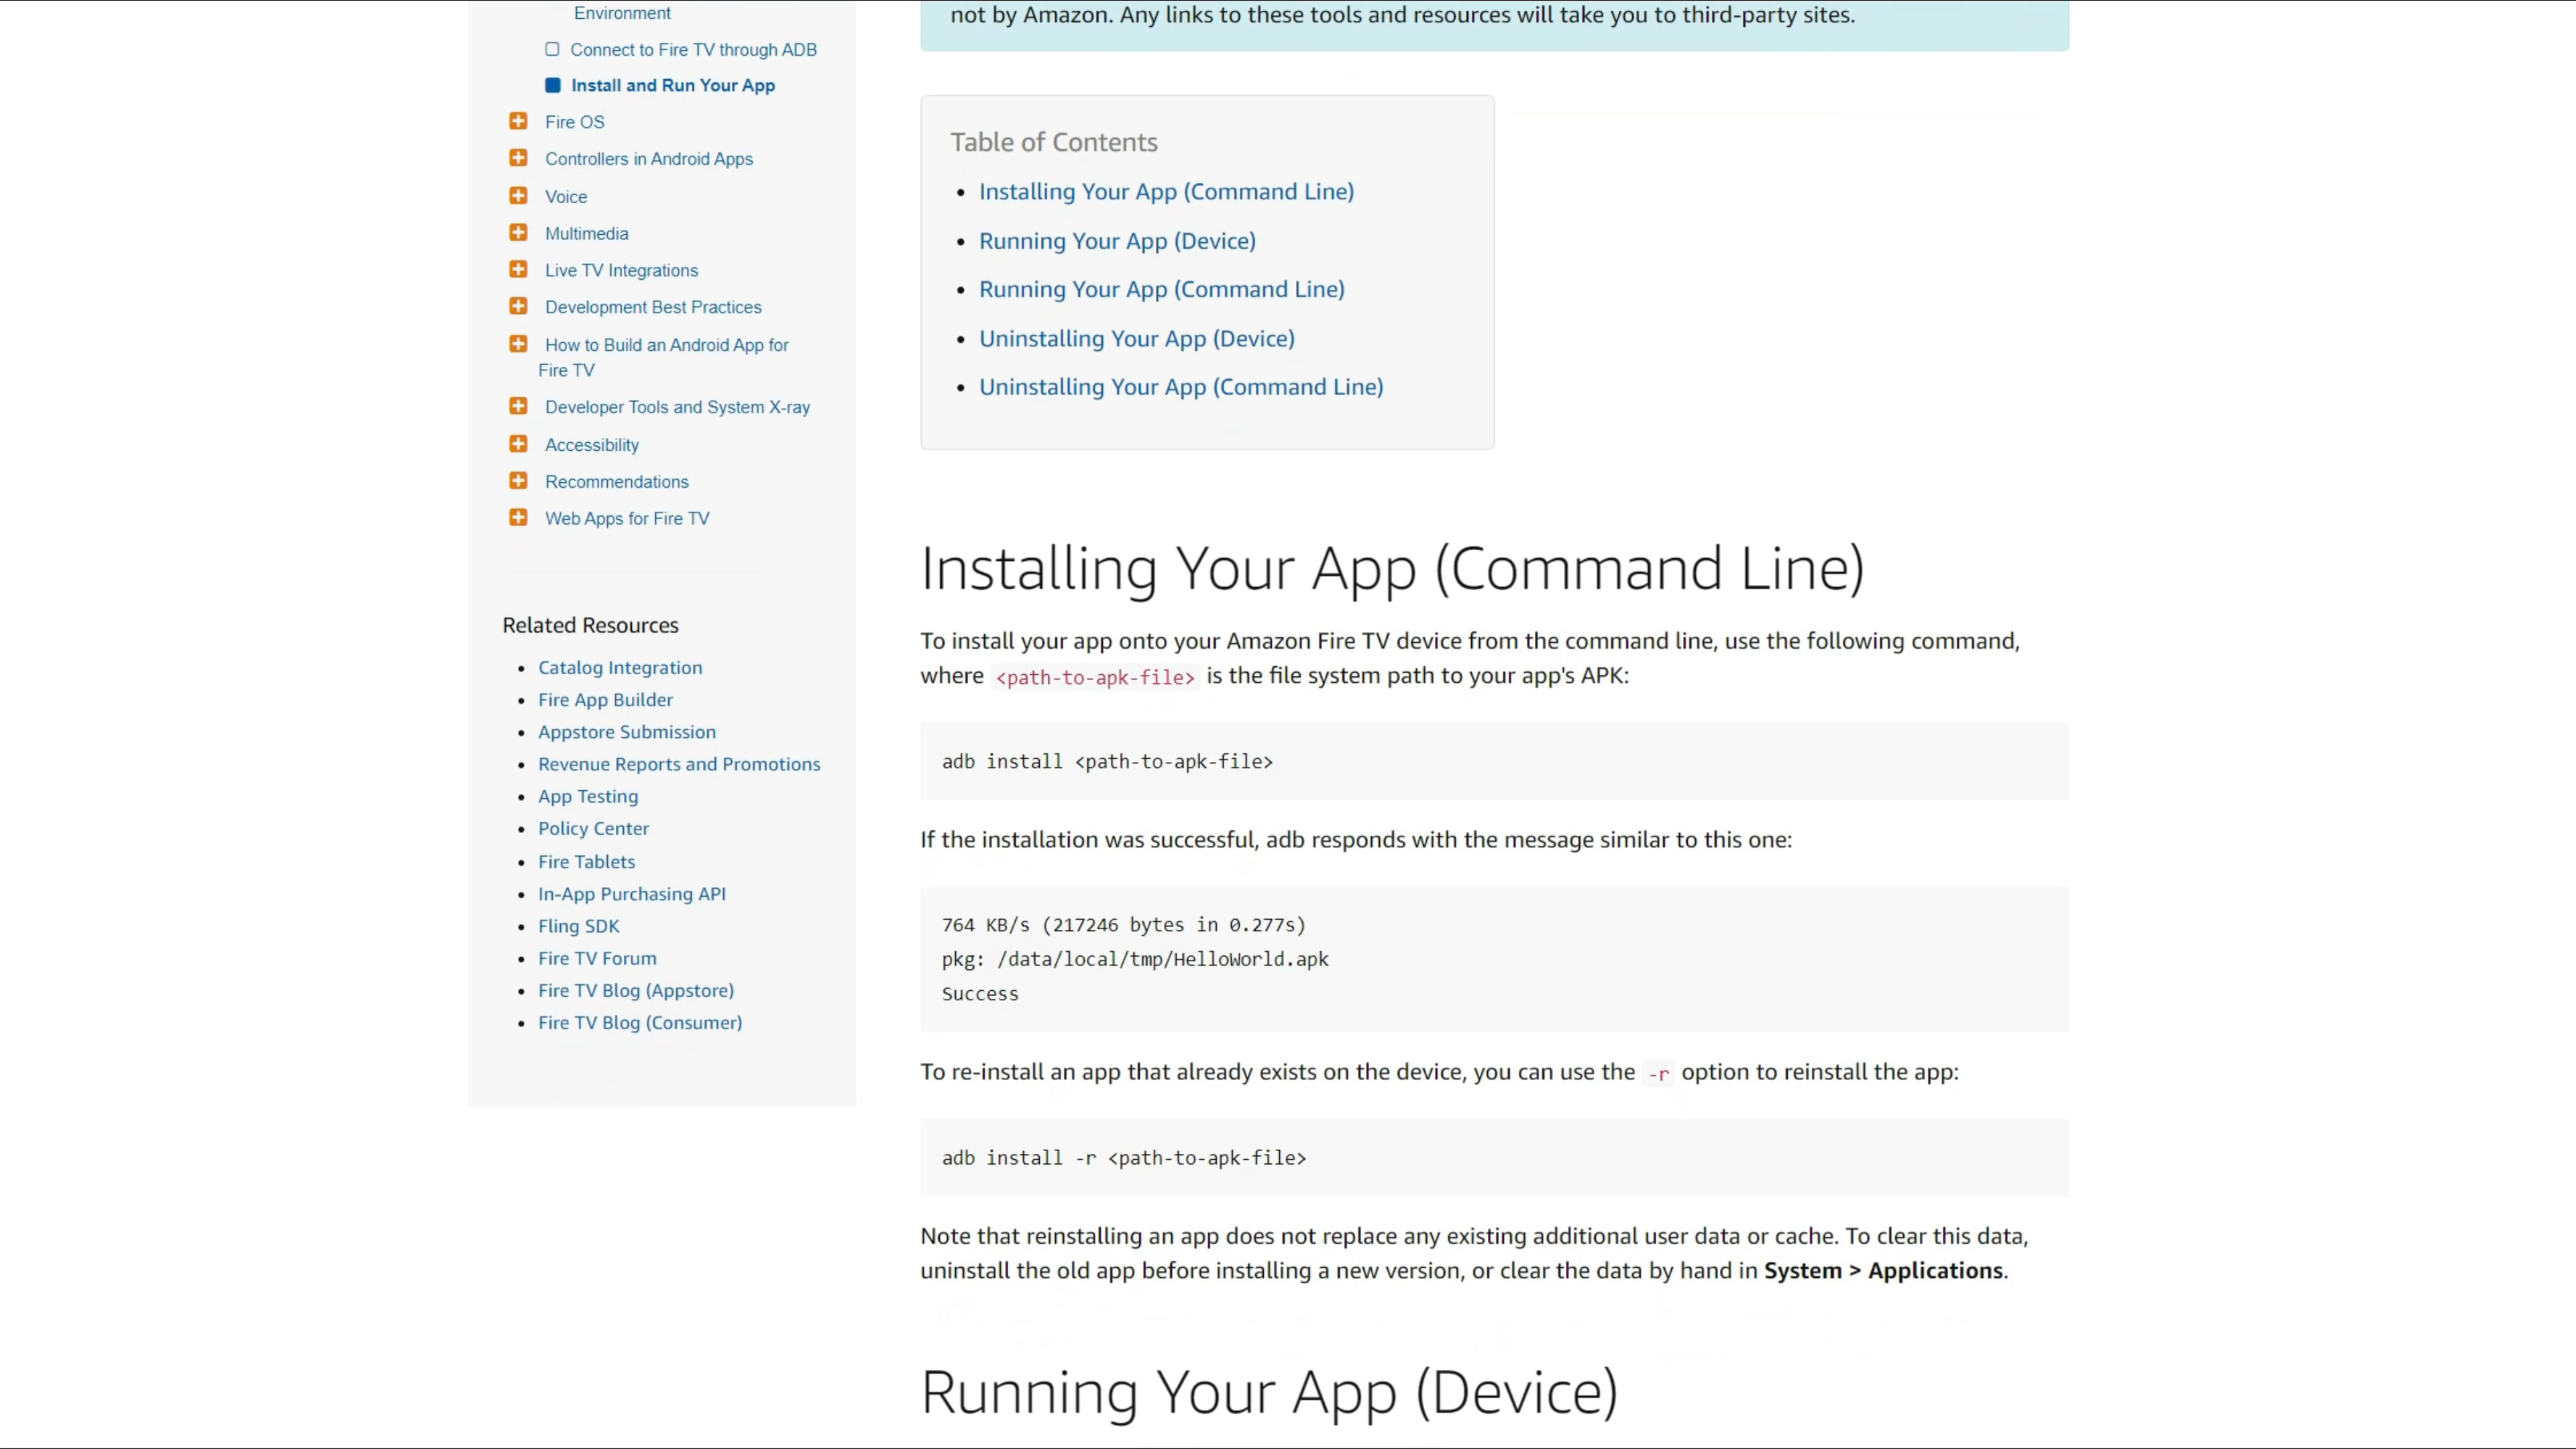 Environment
Connect to Fire TV through ADB
Install and Run Your App
Fire OS
Controllers in Android Apps
Voice
Multimedia
Live TV Integrations
Development Best Practices
How to Build an Android App for
Fire TV
Developer Tools and System X-ray
Accessibility
Recommendations
Web Apps for Fire TV
Related Resources
Catalog Integration
Fire App Builder
Appstore Submission
Revenue Reports and Promotions
App Testing
Policy Center
Fire Tablets
In-App Purchasing API
Fling SDK
Fire TV Forum
Fire TV Blog (Appstore)
Fire TV Blog (Consumer)
not by Amazon. Any links to these tools and resources will take you to third-party sites.
Table of Contents
Installing Your App (Command Line)
Running Your App (Device)
Running Your App (Command Line)
Uninstalling Your App (Device)
Uninstalling Your App (Command Line)
Installing Your App (Command Line)
To install your app onto your Amazon Fire TV device from the command line, use the following command,
where <path-to-apk-file> is the file system path to your app's APK:
adb install <path-to-apk-file>
If the installation was successful, adb responds with the message similar to this one:
764 KB/s (217246 bytes in 0.277s)
pkg: /data/local/tmp/HelloWorld.apk
Success
To re-install an app that already exists on the device, you can use the -r option to reinstall the app:
adb install -r <path-to-apk-file>
Note that reinstalling an app does not replace any existing additional user data or cache. To clear this data,
uninstall the old app before installing a new version, or clear the data by hand in System > Applications.
Running Your App (Device)